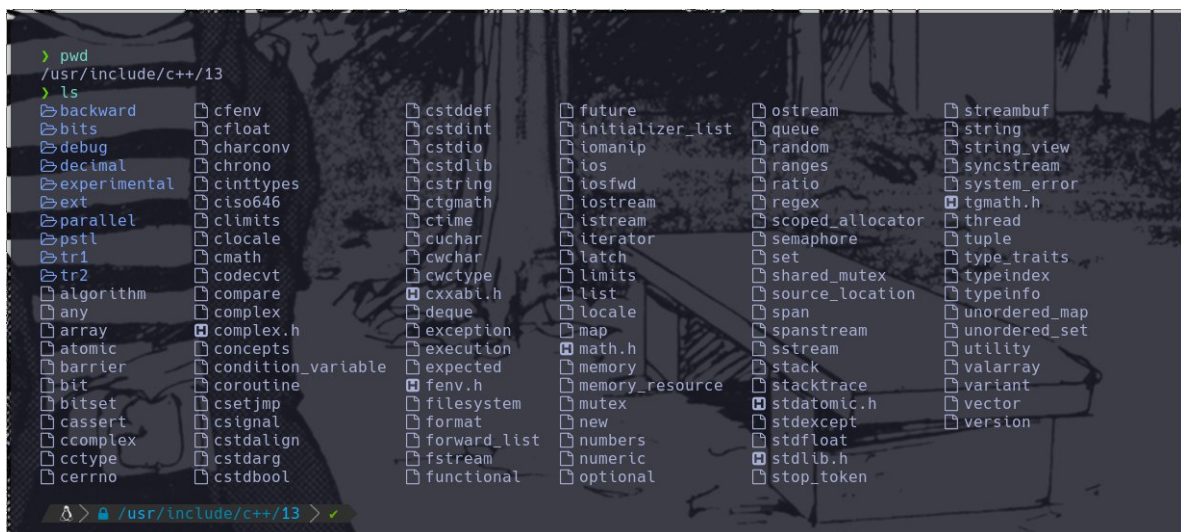 ❯ pwd
/usr/include/c++/13
❯ ls
backward cfenv cstddef future ostream streambuf
bits cfloat cstdint initializer_list queue string
debug charconv cstdio iomanip random string_view
decimal chrono cstdlib ios ranges syncstream
experimental cinttypes cstring iosfwd ratio system_error
ext ciso646 ctgmath iostream regex tgmath.h
parallel climits ctime istream scoped_allocator thread
pstl clocale cuchar iterator semaphore tuple
tr1 cmath cwchar latch set type_traits
tr2 codecvt cwctype limits shared_mutex typeindex
algorithm compare cxxabi.h list source_location typeinfo
any complex deque locale span unordered_map
array complex.h exception map spanstream unordered_set
atomic concepts execution math.h sstream utility
barrier condition_variable expected memory stack valarray
bit coroutine fenv.h memory_resource stacktrace variant
bitset csetjmp filesystem mutex stdatomic.h vector
cassert csignal format new stdexcept version
ccomplex cstdalign forward_list numbers stdfloat
cctype cstdarg fstream numeric stdlib.h
cerrno cstdbool functional optional stop_token
/usr/include/c++/13